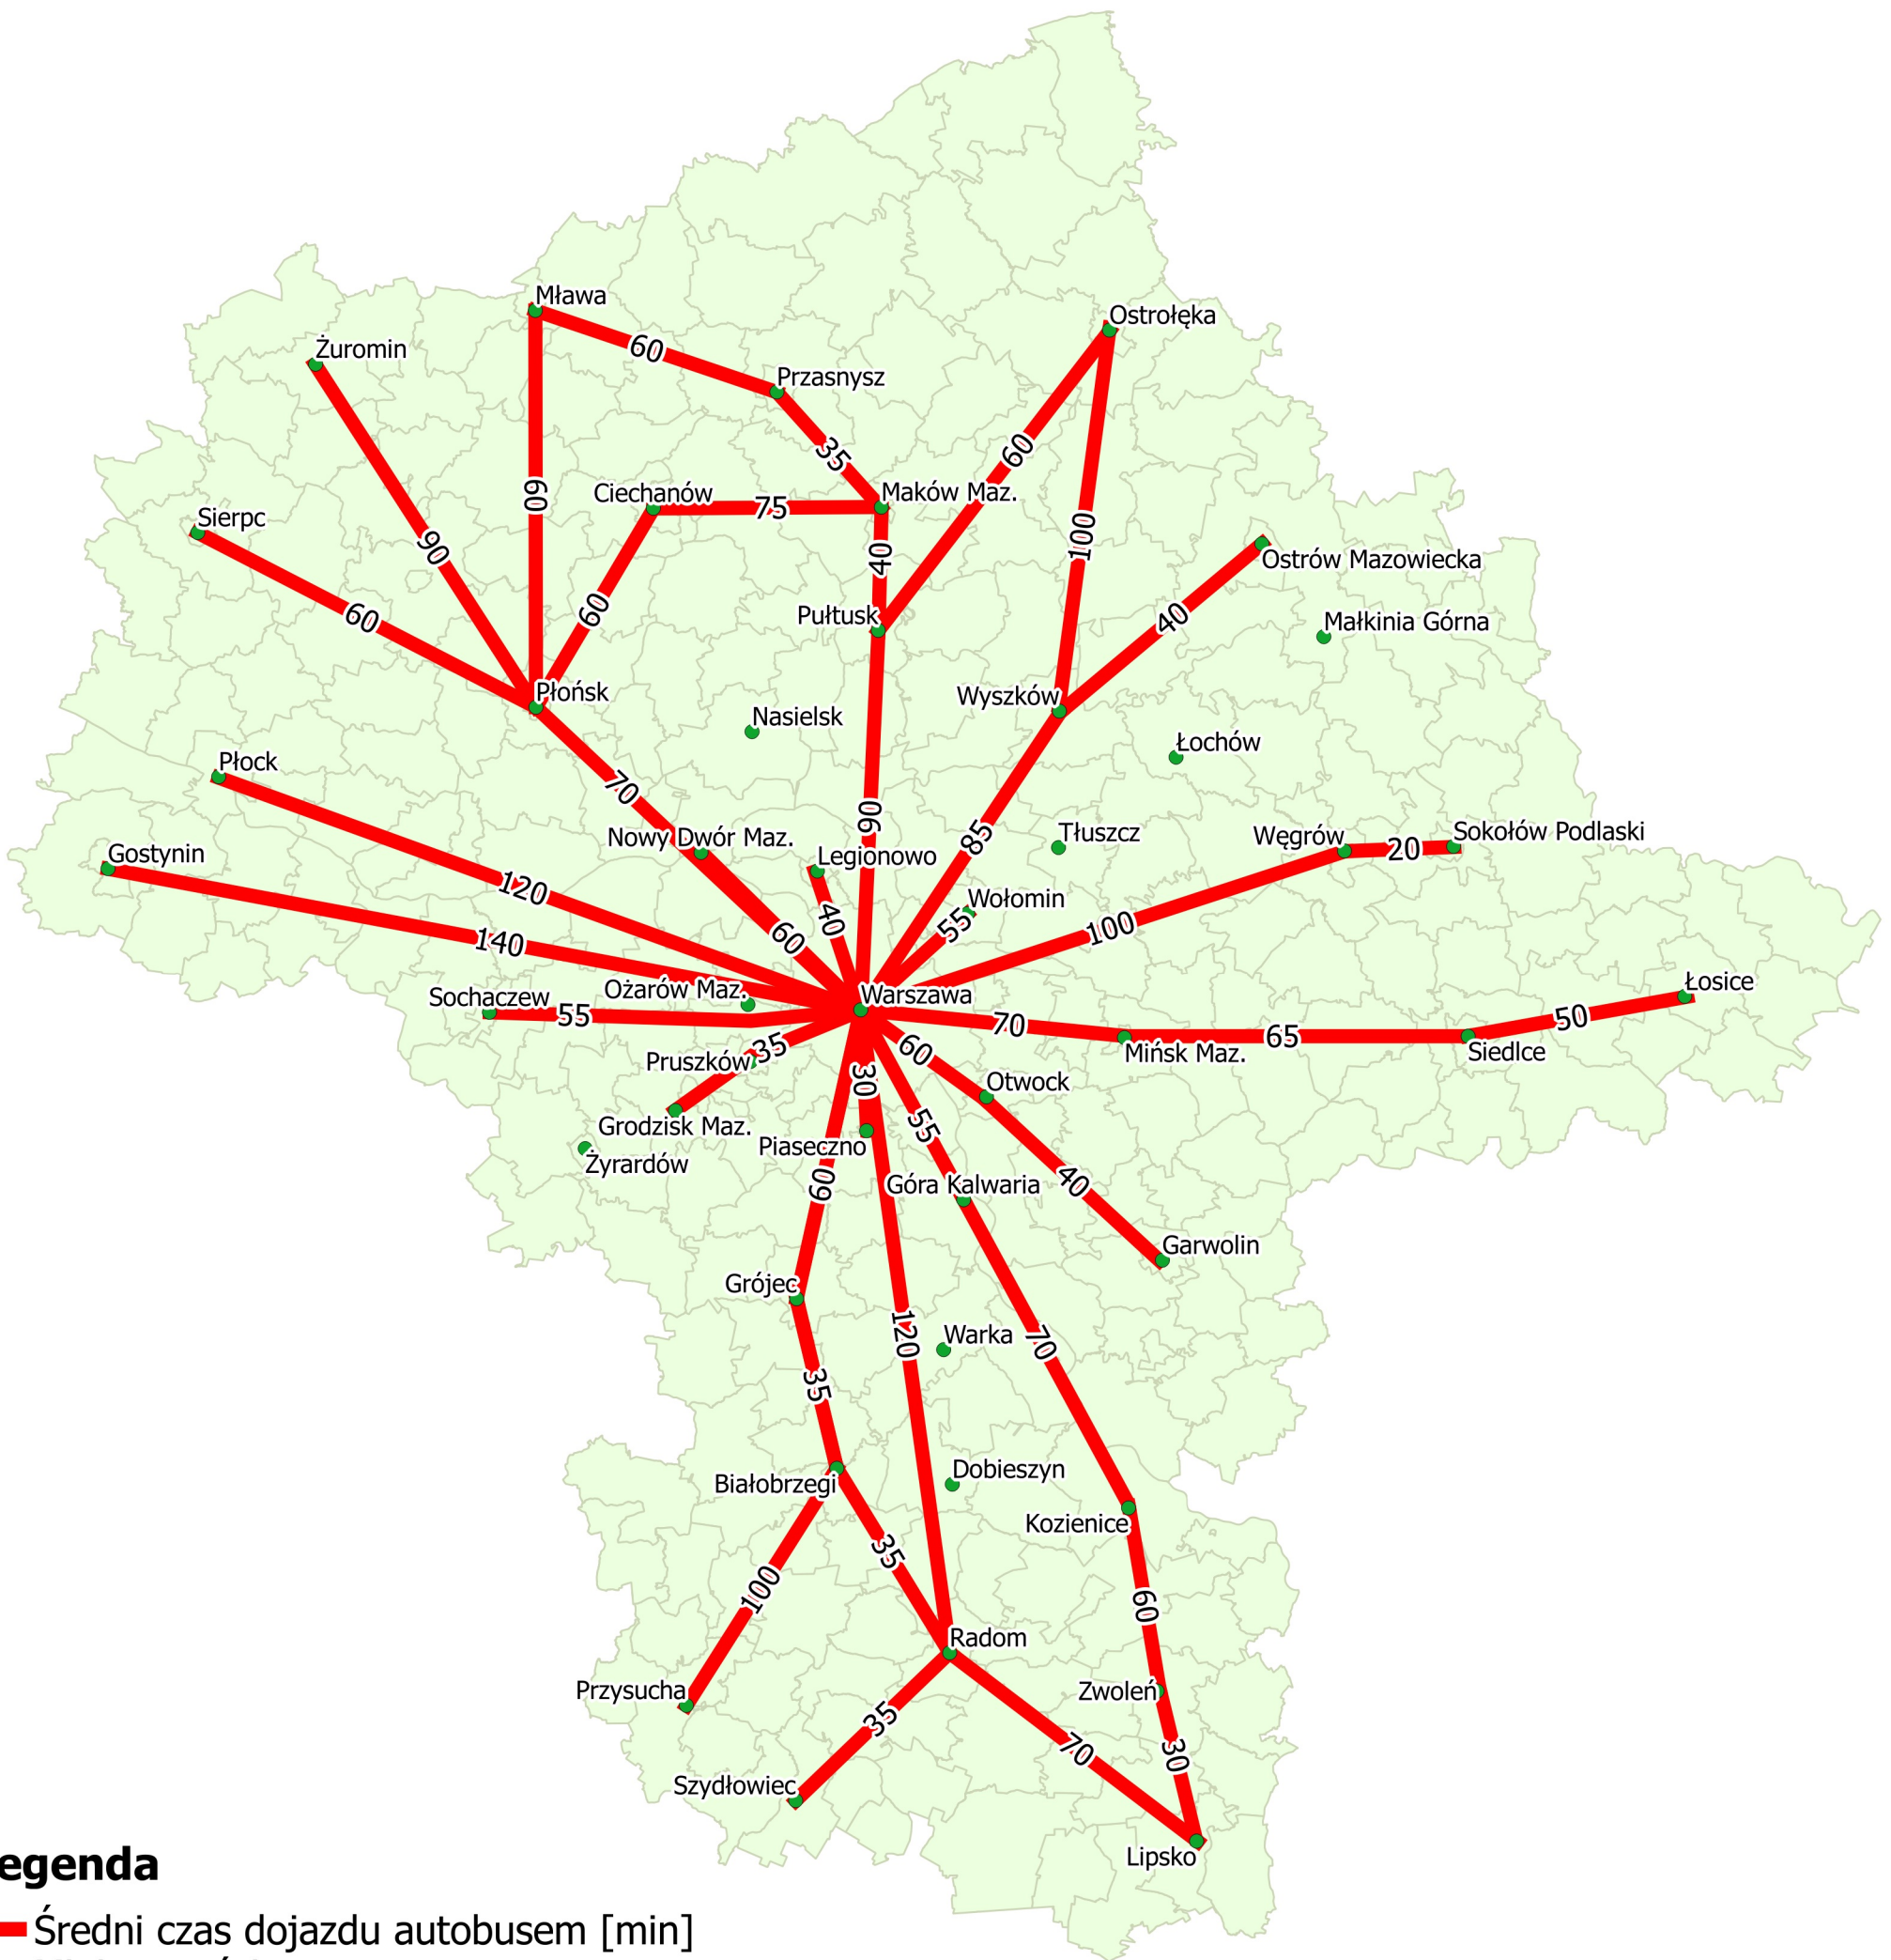 Mława
60
Ostrołęka
Żuromin
Przasnysz
35
60
Ciechanów
75
Maków Maz.
60
Sierpc
90
40
100
Ostrów Mazowiecka
60
60
Pułtusk
40
Małkinia Górna
Płońsk
Wyszków
Nasielsk
Łochów
Płock
70
90
85
Nowy Dwór Maz.
Tłuszcz
Węgrów
20
Sokołów Podlaski
Gostynin
Legionowo
120
40
Wołomin
55
100
140
60
Sochaczew
55
Ożarów Maz.
Warszawa
Łosice
70
65
50
Pruszków
35
60
Mińsk Maz.
Siedlce
30
Otwock
Grodzisk Maz.
55
Piaseczno
Żyrardów
60
Góra Kalwaria
40
Garwolin
Grójec
120
Warka
70
35
Białobrzegi
Dobieszyn
Kozienice
35
100
60
Radom
Przysucha
Zwoleń
35
70
30
Szydłowiec
Lipsko
egenda
Średni czas dojazdu autobusem [min]